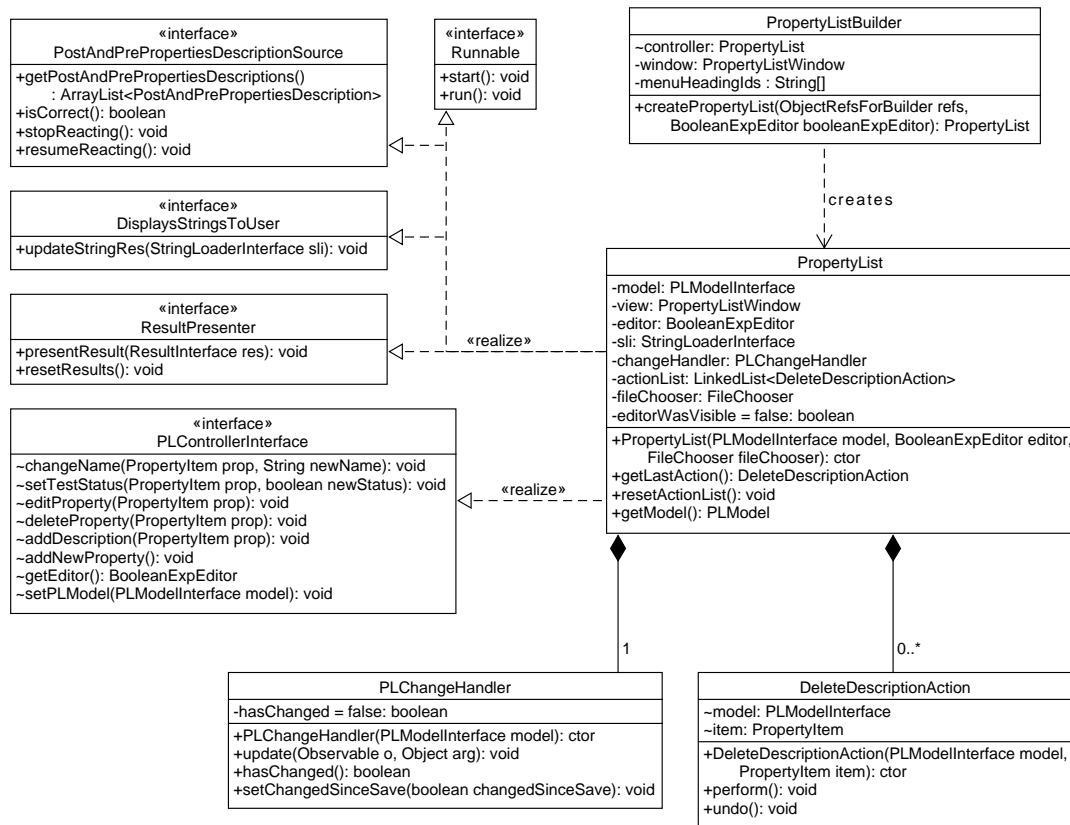 «interface»
PostAndPrePropertiesDescriptionSource
+getPostAndPrePropertiesDescriptions()
: ArrayList<PostAndPrePropertiesDescription>
+isCorrect(): boolean
+stopReacting(): void
+resumeReacting(): void
«interface»
Runnable
+start(): void
+run(): void
PropertyListBuilder
~controller: PropertyList
-window: PropertyListWindow
-menuHeadingIds : String[]
+createPropertyList(ObjectRefsForBuilder refs,
BooleanExpEditor booleanExpEditor): PropertyList
creates
«interface»
DisplaysStringsToUser
+updateStringRes(StringLoaderInterface sli): void
«interface»
ResultPresenter
+presentResult(ResultInterface res): void
+resetResults(): void
«realize»
PropertyList
-model: PLModelInterface
-view: PropertyListWindow
-editor: BooleanExpEditor
-sli: StringLoaderInterface
-changeHandler: PLChangeHandler
-actionList: LinkedList<DeleteDescriptionAction>
-fileChooser: FileChooser
-editorWasVisible = false: boolean
+PropertyList(PLModelInterface model, BooleanExpEditor editor,
FileChooser fileChooser): ctor
+getLastAction(): DeleteDescriptionAction
+resetActionList(): void
+getModel(): PLModel
«interface»
PLControllerInterface
~changeName(PropertyItem prop, String newName): void
~setTestStatus(PropertyItem prop, boolean newStatus): void
~editProperty(PropertyItem prop): void
~deleteProperty(PropertyItem prop): void
~addDescription(PropertyItem prop): void
~addNewProperty(): void
~getEditor(): BooleanExpEditor
~setPLModel(PLModelInterface model): void
«realize»
1
0..*
PLChangeHandler
-hasChanged = false: boolean
+PLChangeHandler(PLModelInterface model): ctor
+update(Observable o, Object arg): void
+hasChanged(): boolean
+setChangedSinceSave(boolean changedSinceSave): void
DeleteDescriptionAction
~model: PLModelInterface
~item: PropertyItem
+DeleteDescriptionAction(PLModelInterface model,
PropertyItem item): ctor
+perform(): void
+undo(): void